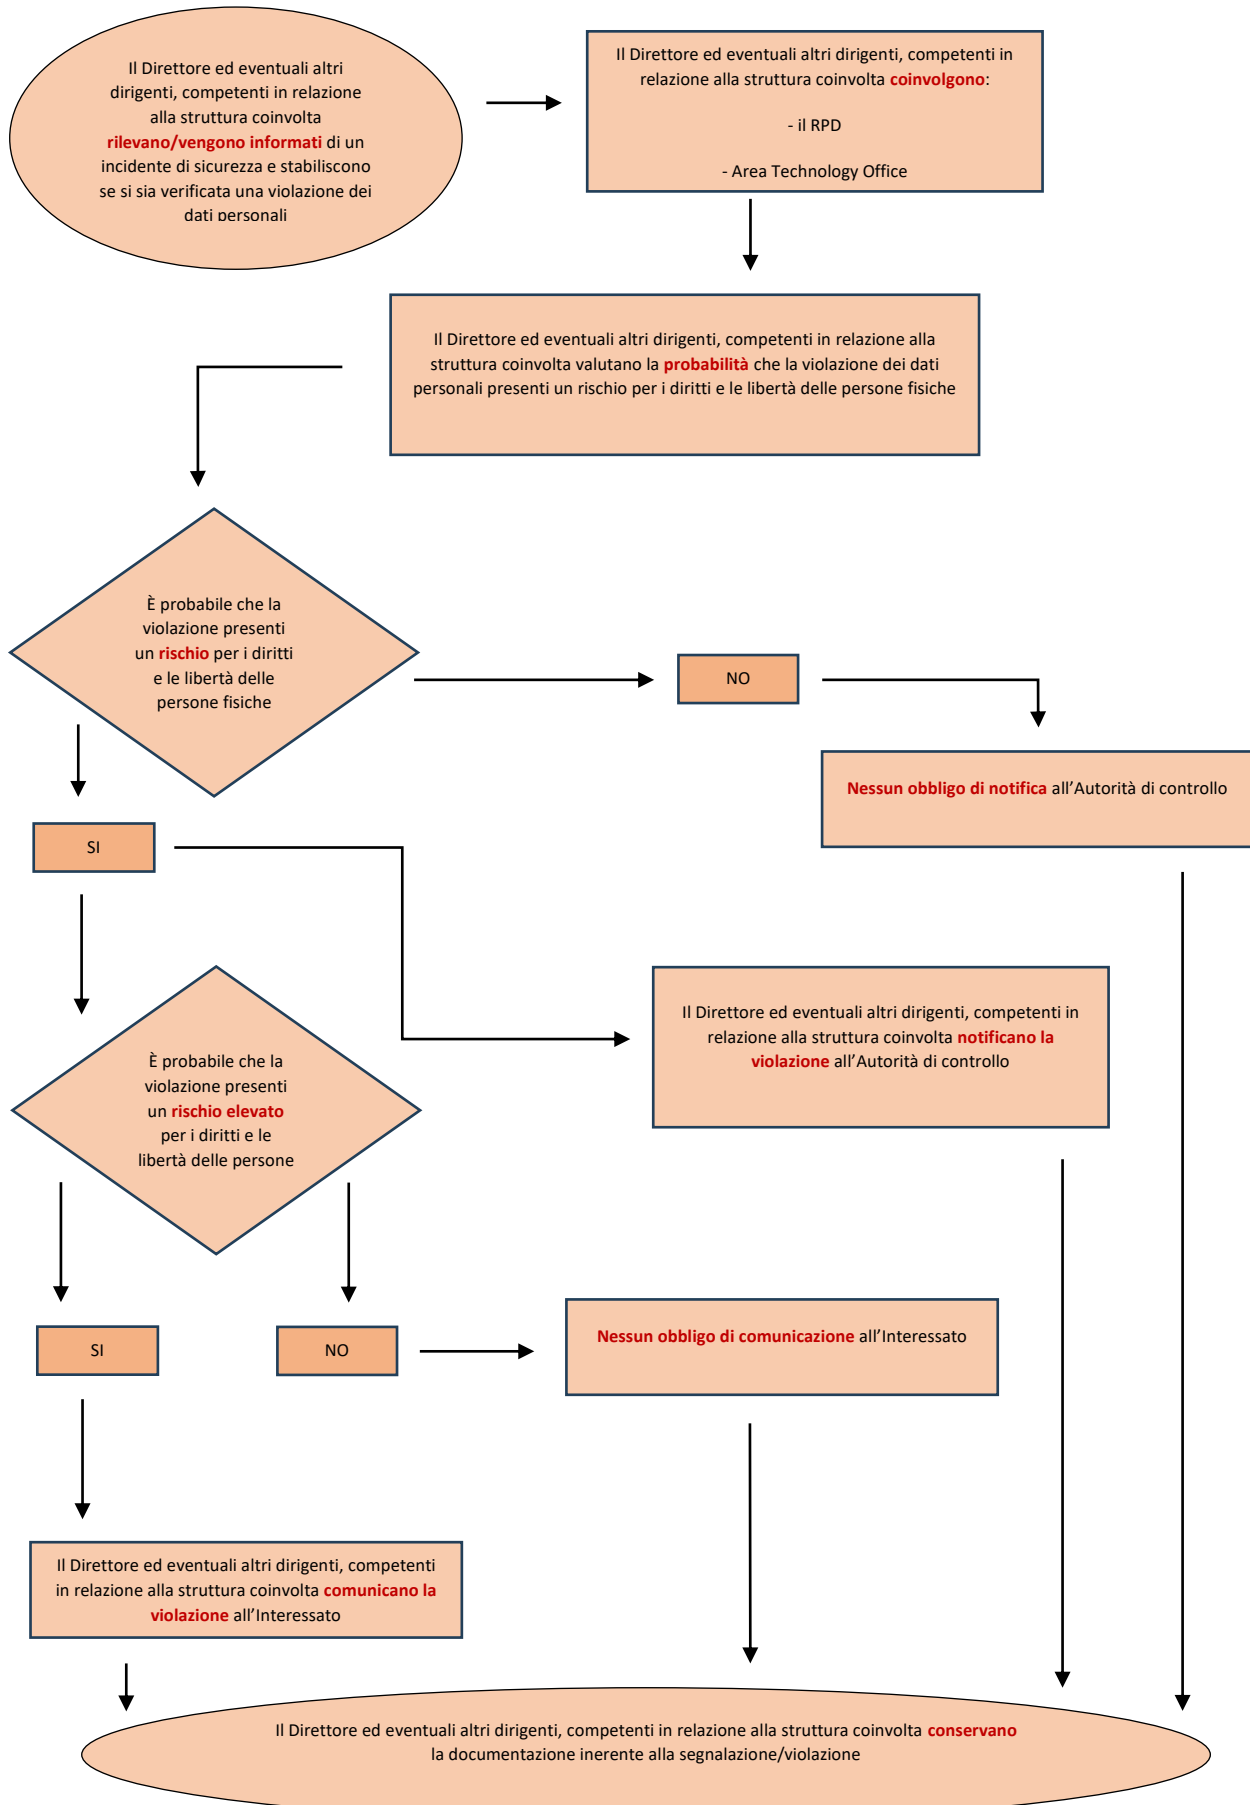 Il Direttore ed eventuali altri
dirigenti, competenti in relazione
alla struttura coinvolta
rilevano/vengono informati di un
incidente di sicurezza e stabiliscono
se si sia verificata una violazione dei
dati personali
Il Direttore ed eventuali altri dirigenti, competenti in
relazione alla struttura coinvolta coinvolgono:
- il RPD
- Area Technology Office
Il Direttore ed eventuali altri dirigenti, competenti in relazione alla
struttura coinvolta valutano la probabilità che la violazione dei dati
personali presenti un rischio per i diritti e le libertà delle persone fisiche
È probabile che la
violazione presenti
un rischio per i diritti
e le libertà delle
persone fisiche
NO
Nessun obbligo di notifica all'Autorità di controllo
SI
Il Direttore ed eventuali altri dirigenti, competenti in
relazione alla struttura coinvolta notificano la
violazione all'Autorità di controllo
È probabile che la
violazione presenti
un rischio elevato
per i diritti e le
libertà delle persone
SI
NO
Nessun obbligo di comunicazione all'Interessato
Il Direttore ed eventuali altri dirigenti, competenti
in relazione alla struttura coinvolta comunicano la
violazione all'Interessato
Il Direttore ed eventuali altri dirigenti, competenti in relazione alla struttura coinvolta conservano
la documentazione inerente alla segnalazione/violazione